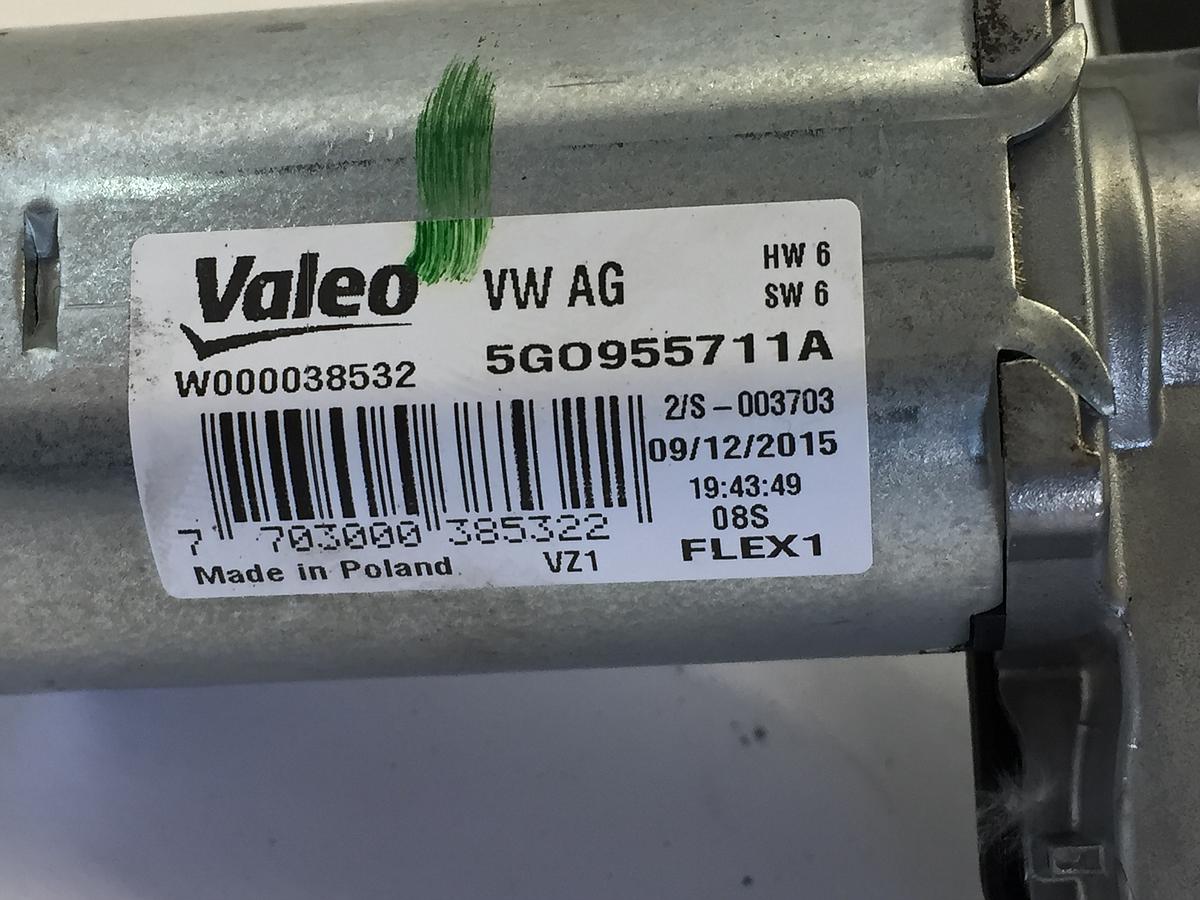 Valeo VW AG HW 6
SW 6
5G0955711A
W000038532
2/S-003703
09/12/2015
19:43:49
08S
7 703000 385322
FLEX1
Made in Poland VZ1